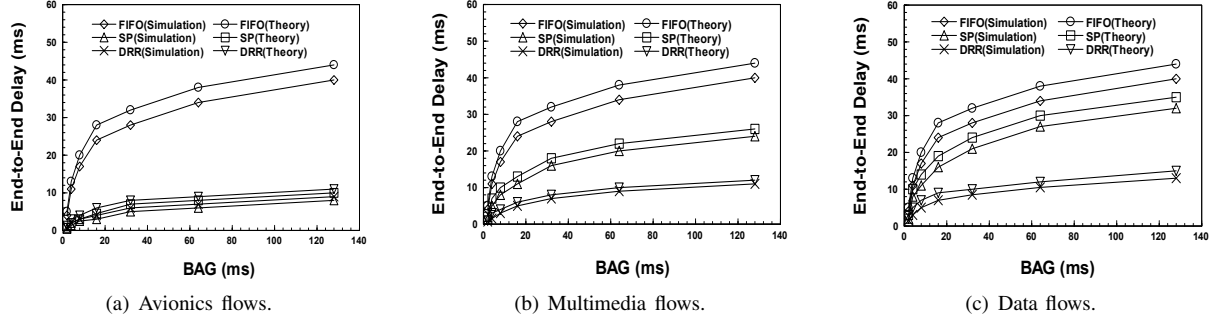 End-to-End Delay (ms)
60
50
40
30
20
10
0
FIFO(Simulation) FIFO(Theory)
SP(Simulation) SP(Theory)
DRR(Simulation) DRR(Theory)
0 20 40 60 80 100 120 140
BAG (ms)
(a) Avionics flows.
End-to-End Delay (ms)
60
50
40
30
20
10
0
FIFO(Simulation) FIFO(Theory)
SP(Simulation) SP(Theory)
DRR(Simulation) DRR(Theory)
0 20 40 60 80 100 120 140
BAG (ms)
(b) Multimedia flows.
End-to-End Delay (ms)
60
50
40
30
20
10
0
FIFO(Simulation) FIFO(Theory)
SP(Simulation) SP(Theory)
DRR(Simulation) DRR(Theory)
0 20 40 60 80 100 120 140
BAG (ms)
(c) Data flows.